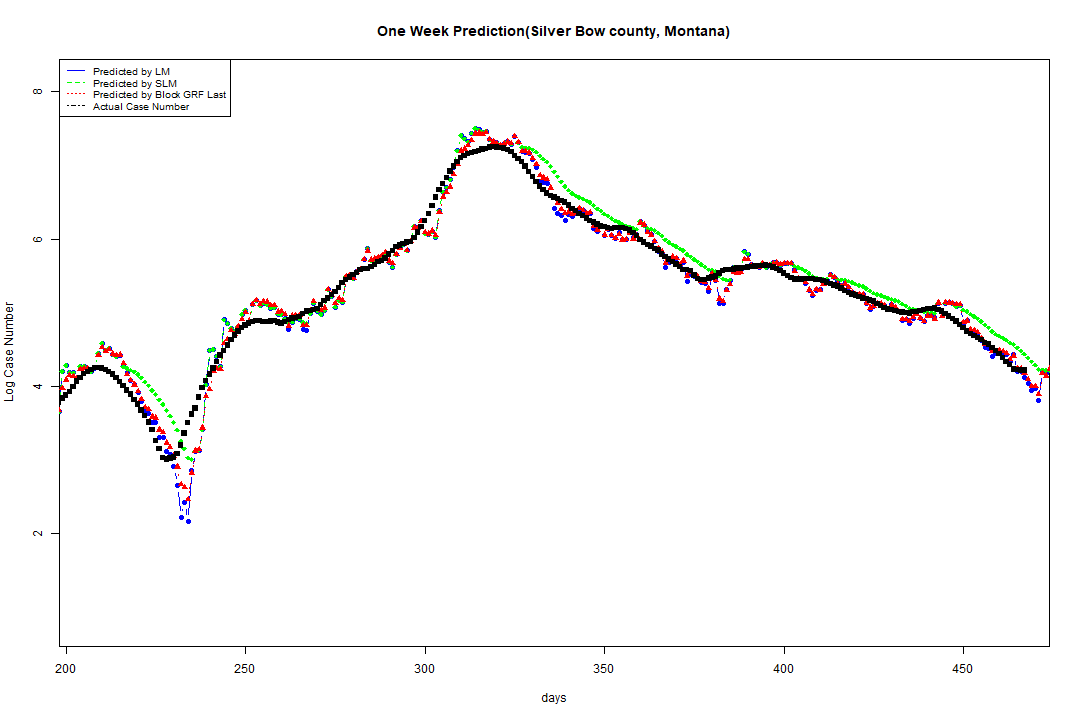 One Week Prediction(Silver Bow county, Montana)
Predicted by LM
Predicted by SLM
Predicted by Block GRF Last
Actual Case Number
8
6
4
2
Log Case Number
200 250 300 350 400 450
days